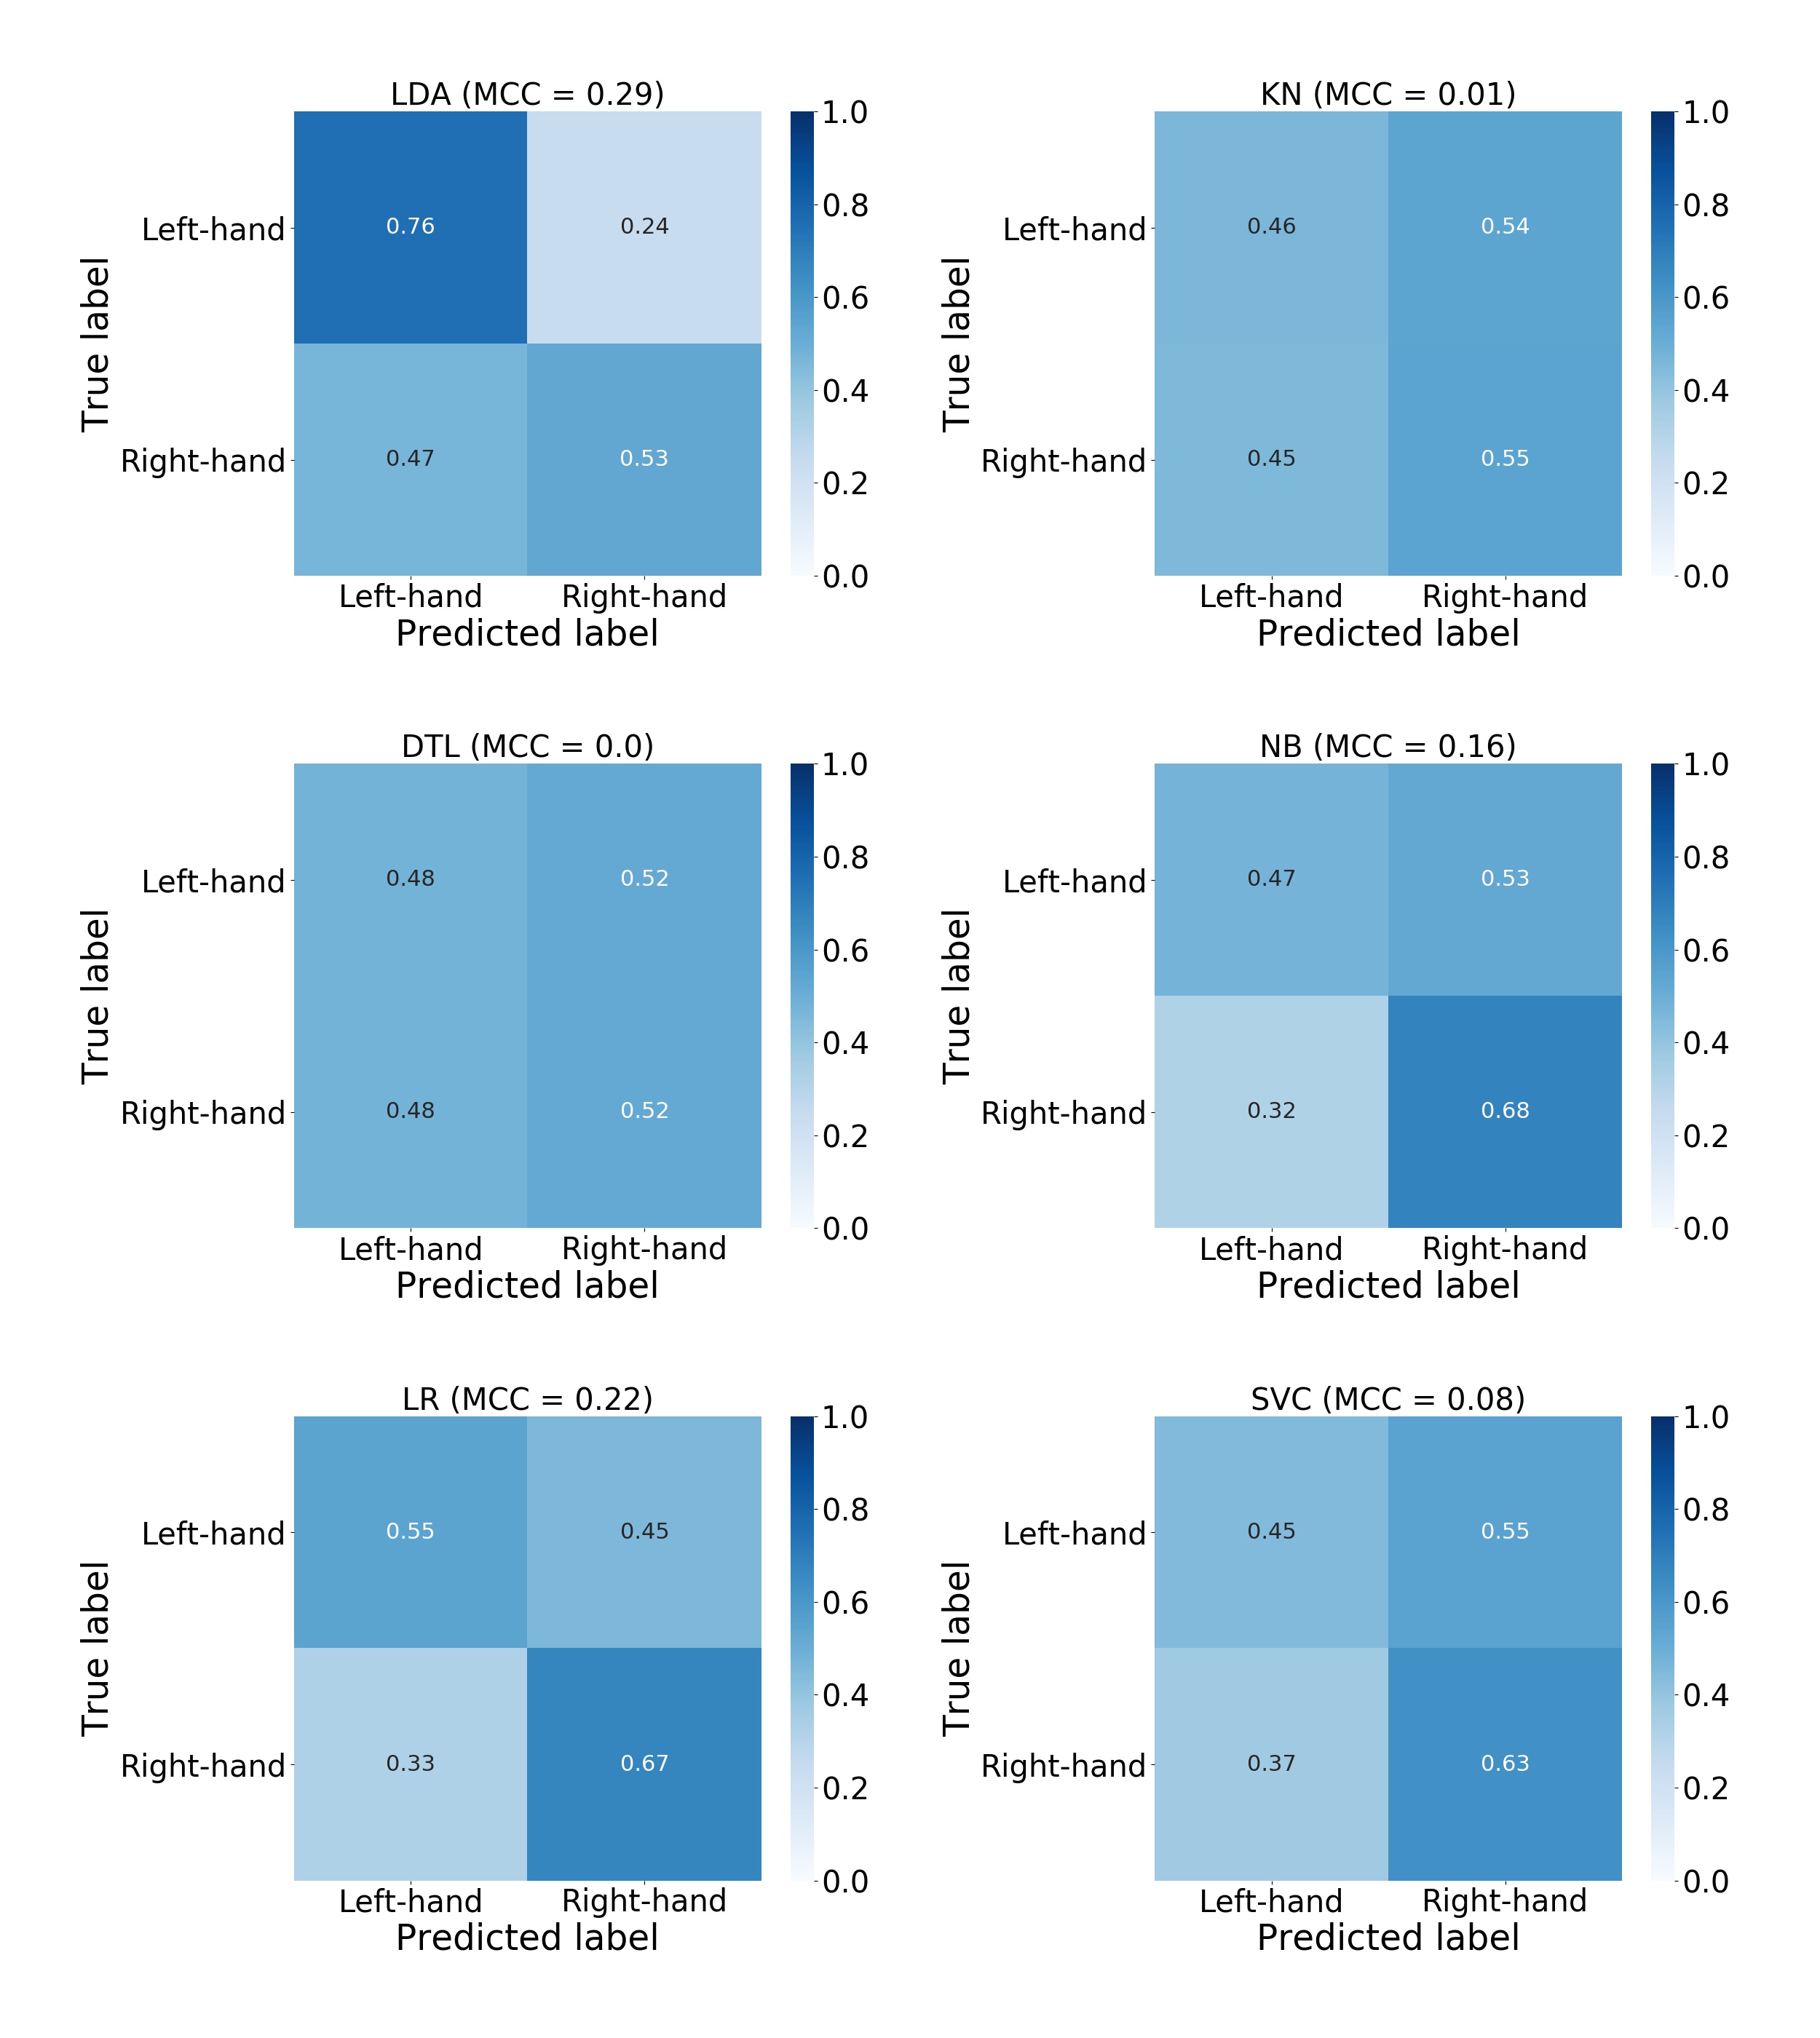 LDA (MCC = 0.29)
True label
Left-hand
0.76 0.24
Right-hand
0.47 0.53
Left-hand Right-hand
Predicted label
1.0
0.8
0.6
0.4
0.2
0.0
KN (MCC = 0.01)
True label
Left-hand
0.46 0.54
Right-hand
0.45 0.55
Left-hand Right-hand
Predicted label
1.0
0.8
0.6
0.4
0.2
0.0
DTL (MCC = 0.0)
True label
Left-hand
0.48 0.52
Right-hand
0.48 0.52
Left-hand Right-hand
Predicted label
1.0
0.8
0.6
0.4
0.2
0.0
NB (MCC = 0.16)
True label
Left-hand
0.47 0.53
Right-hand
0.32 0.68
Left-hand Right-hand
Predicted label
1.0
0.8
0.6
0.4
0.2
0.0
LR (MCC = 0.22)
True label
Left-hand
0.55 0.45
Right-hand
0.33 0.67
Left-hand Right-hand
Predicted label
1.0
0.8
0.6
0.4
0.2
0.0
SVC (MCC = 0.08)
True label
Left-hand
0.45 0.55
Right-hand
0.37 0.63
Left-hand Right-hand
Predicted label
1.0
0.8
0.6
0.4
0.2
0.0